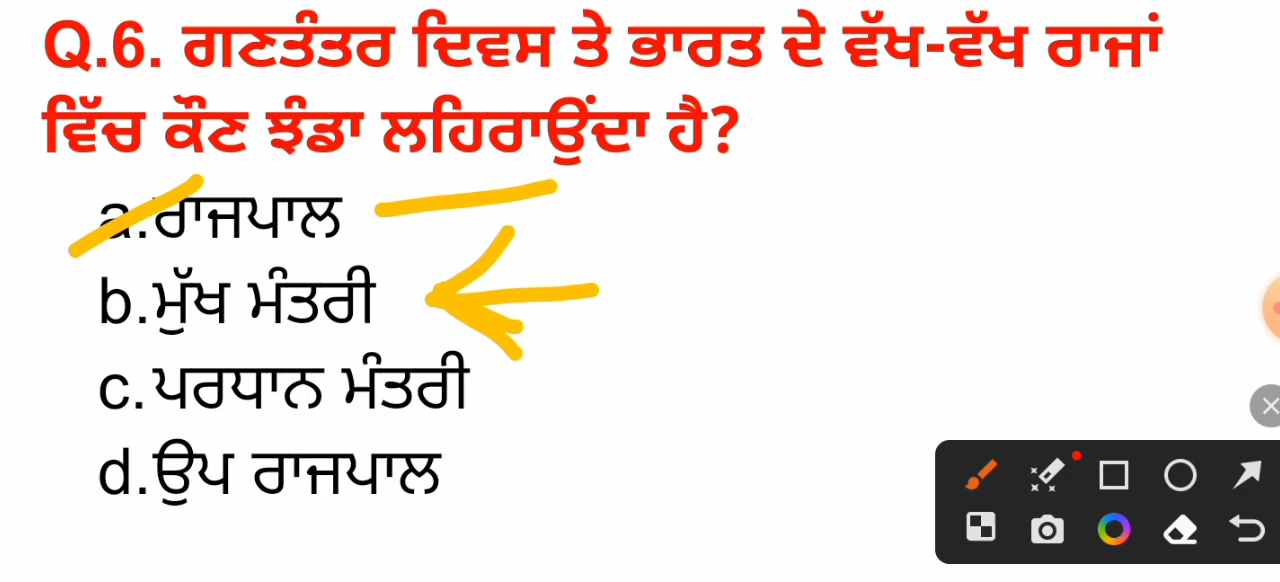 Q.6. ਗਣਤੰਤਰ ਦਿਵਸ ਤੇ ਭਾਰਤ ਦੇ ਵੱਖ-ਵੱਖ ਰਾਜਾਂ
ਵਿੱਚ ਕੌਣ ਝੰਡਾ ਲਹਿਰਾਉਂਦਾ ਹੈ?
a.ਰਾਜਪਾਲ
b.ਮੁੱਖ ਮੰਤਰੀ
c.ਪਰਧਾਨ ਮੰਤਰੀ
d.ਉਪ ਰਾਜਪਾਲ